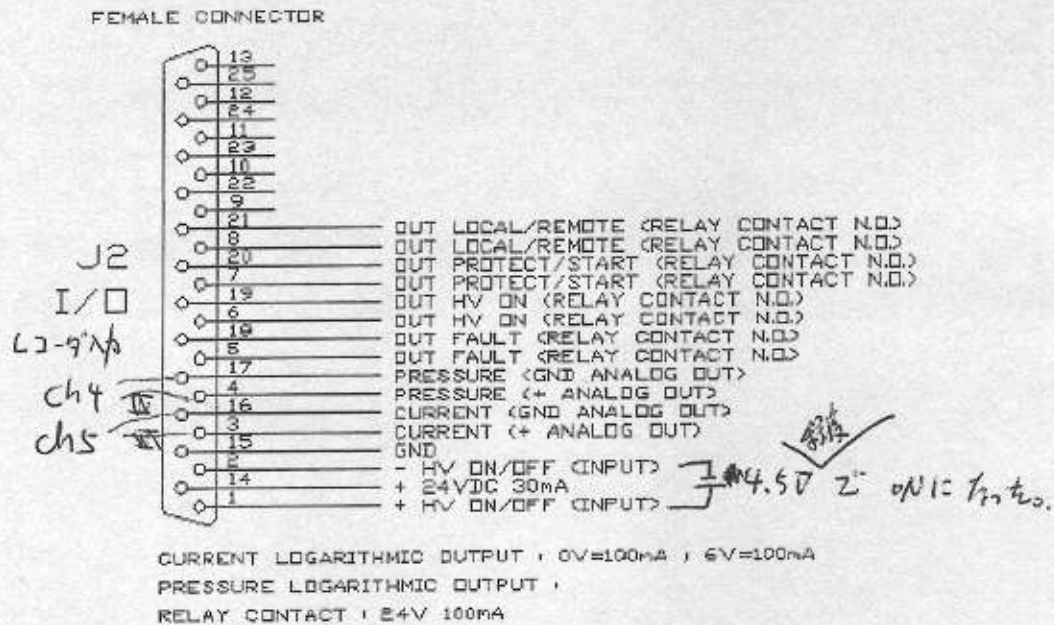 FEMALE CONNECTOR
13
25
12
24
11
23
10
22
9
21 OUT LOCAL/REMOTE (RELAY CONTACT N.O.)
8 OUT LOCAL/REMOTE (RELAY CONTACT N.O.)
20 OUT PROTECT/START (RELAY CONTACT N.O.)
7 OUT PROTECT/START (RELAY CONTACT N.O.)
19 OUT HV ON (RELAY CONTACT N.O.)
6 OUT HV ON (RELAY CONTACT N.O.)
18 OUT FAULT (RELAY CONTACT N.O.)
5 OUT FAULT (RELAY CONTACT N.O.)
17 PRESSURE (GND ANALOG OUT)
4 PRESSURE (+ ANALOG OUT)
16 CURRENT (GND ANALOG OUT)
3 CURRENT (+ ANALOG OUT)
15 GND
2 - HV ON/OFF (INPUT)
14 + 24VDC 30mA
1 + HV ON/OFF (INPUT)
J2
I/O
レコーダ入力
ch4
ch5
4.5V で ONになった。
CURRENT LOGARITHMIC OUTPUT : 0V=100mA ; 6V=100mA
PRESSURE LOGARITHMIC OUTPUT :
RELAY CONTACT : 24V 100mA